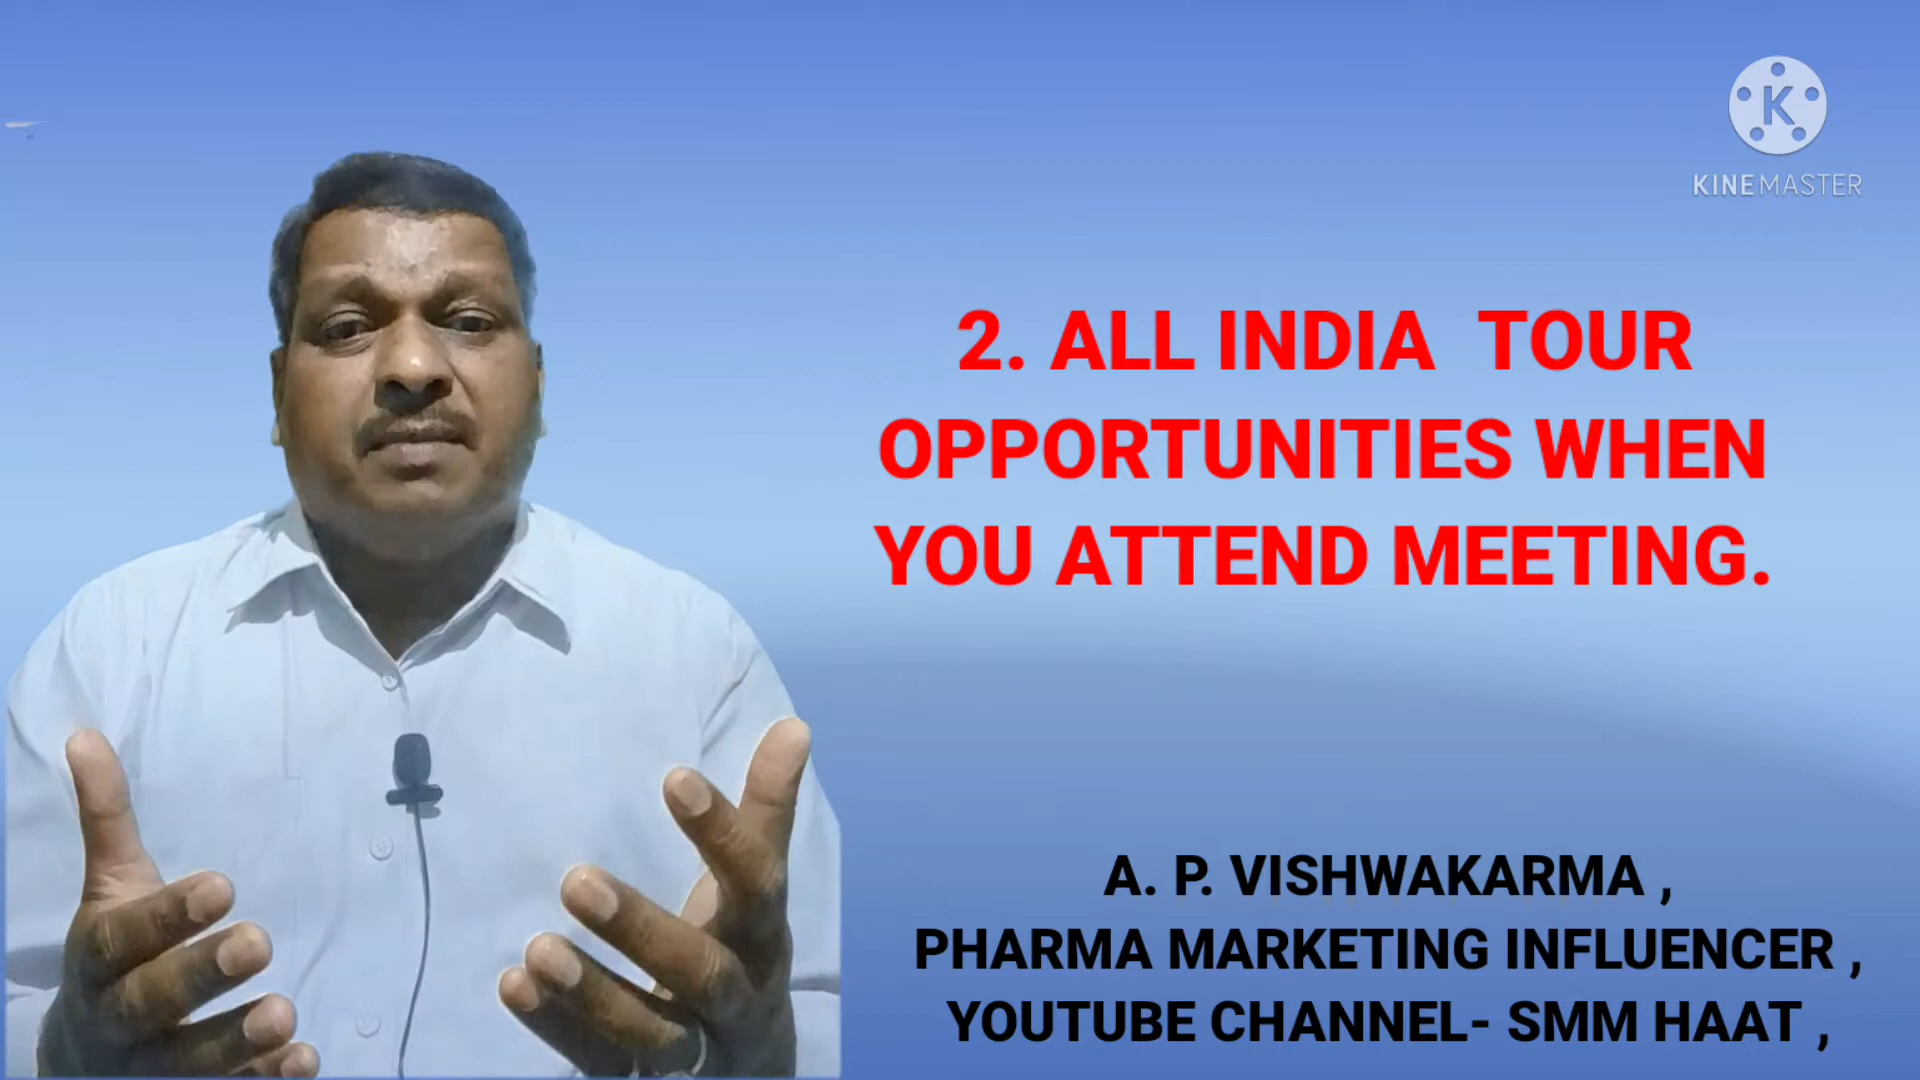 K
KINEMASTER
2. ALL INDIA TOUR
OPPORTUNITIES WHEN
YOU ATTEND MEETING.
A. P. VISHWAKARMA ,
PHARMA MARKETING INFLUENCER ,
YOUTUBE CHANNEL- SMM HAAT ,